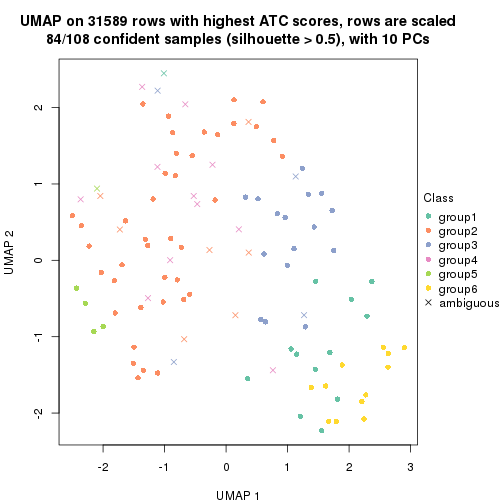 UMAP on 31589 rows with highest ATC scores, rows are scaled
84/108 confident samples (silhouette > 0.5), with 10 PCs
UMAP 2
2
1
0
-1
-2
-2
-1
0
1
2
3
UMAP 1
Class
group1
group2
group3
group4
group5
group6
ambiguous